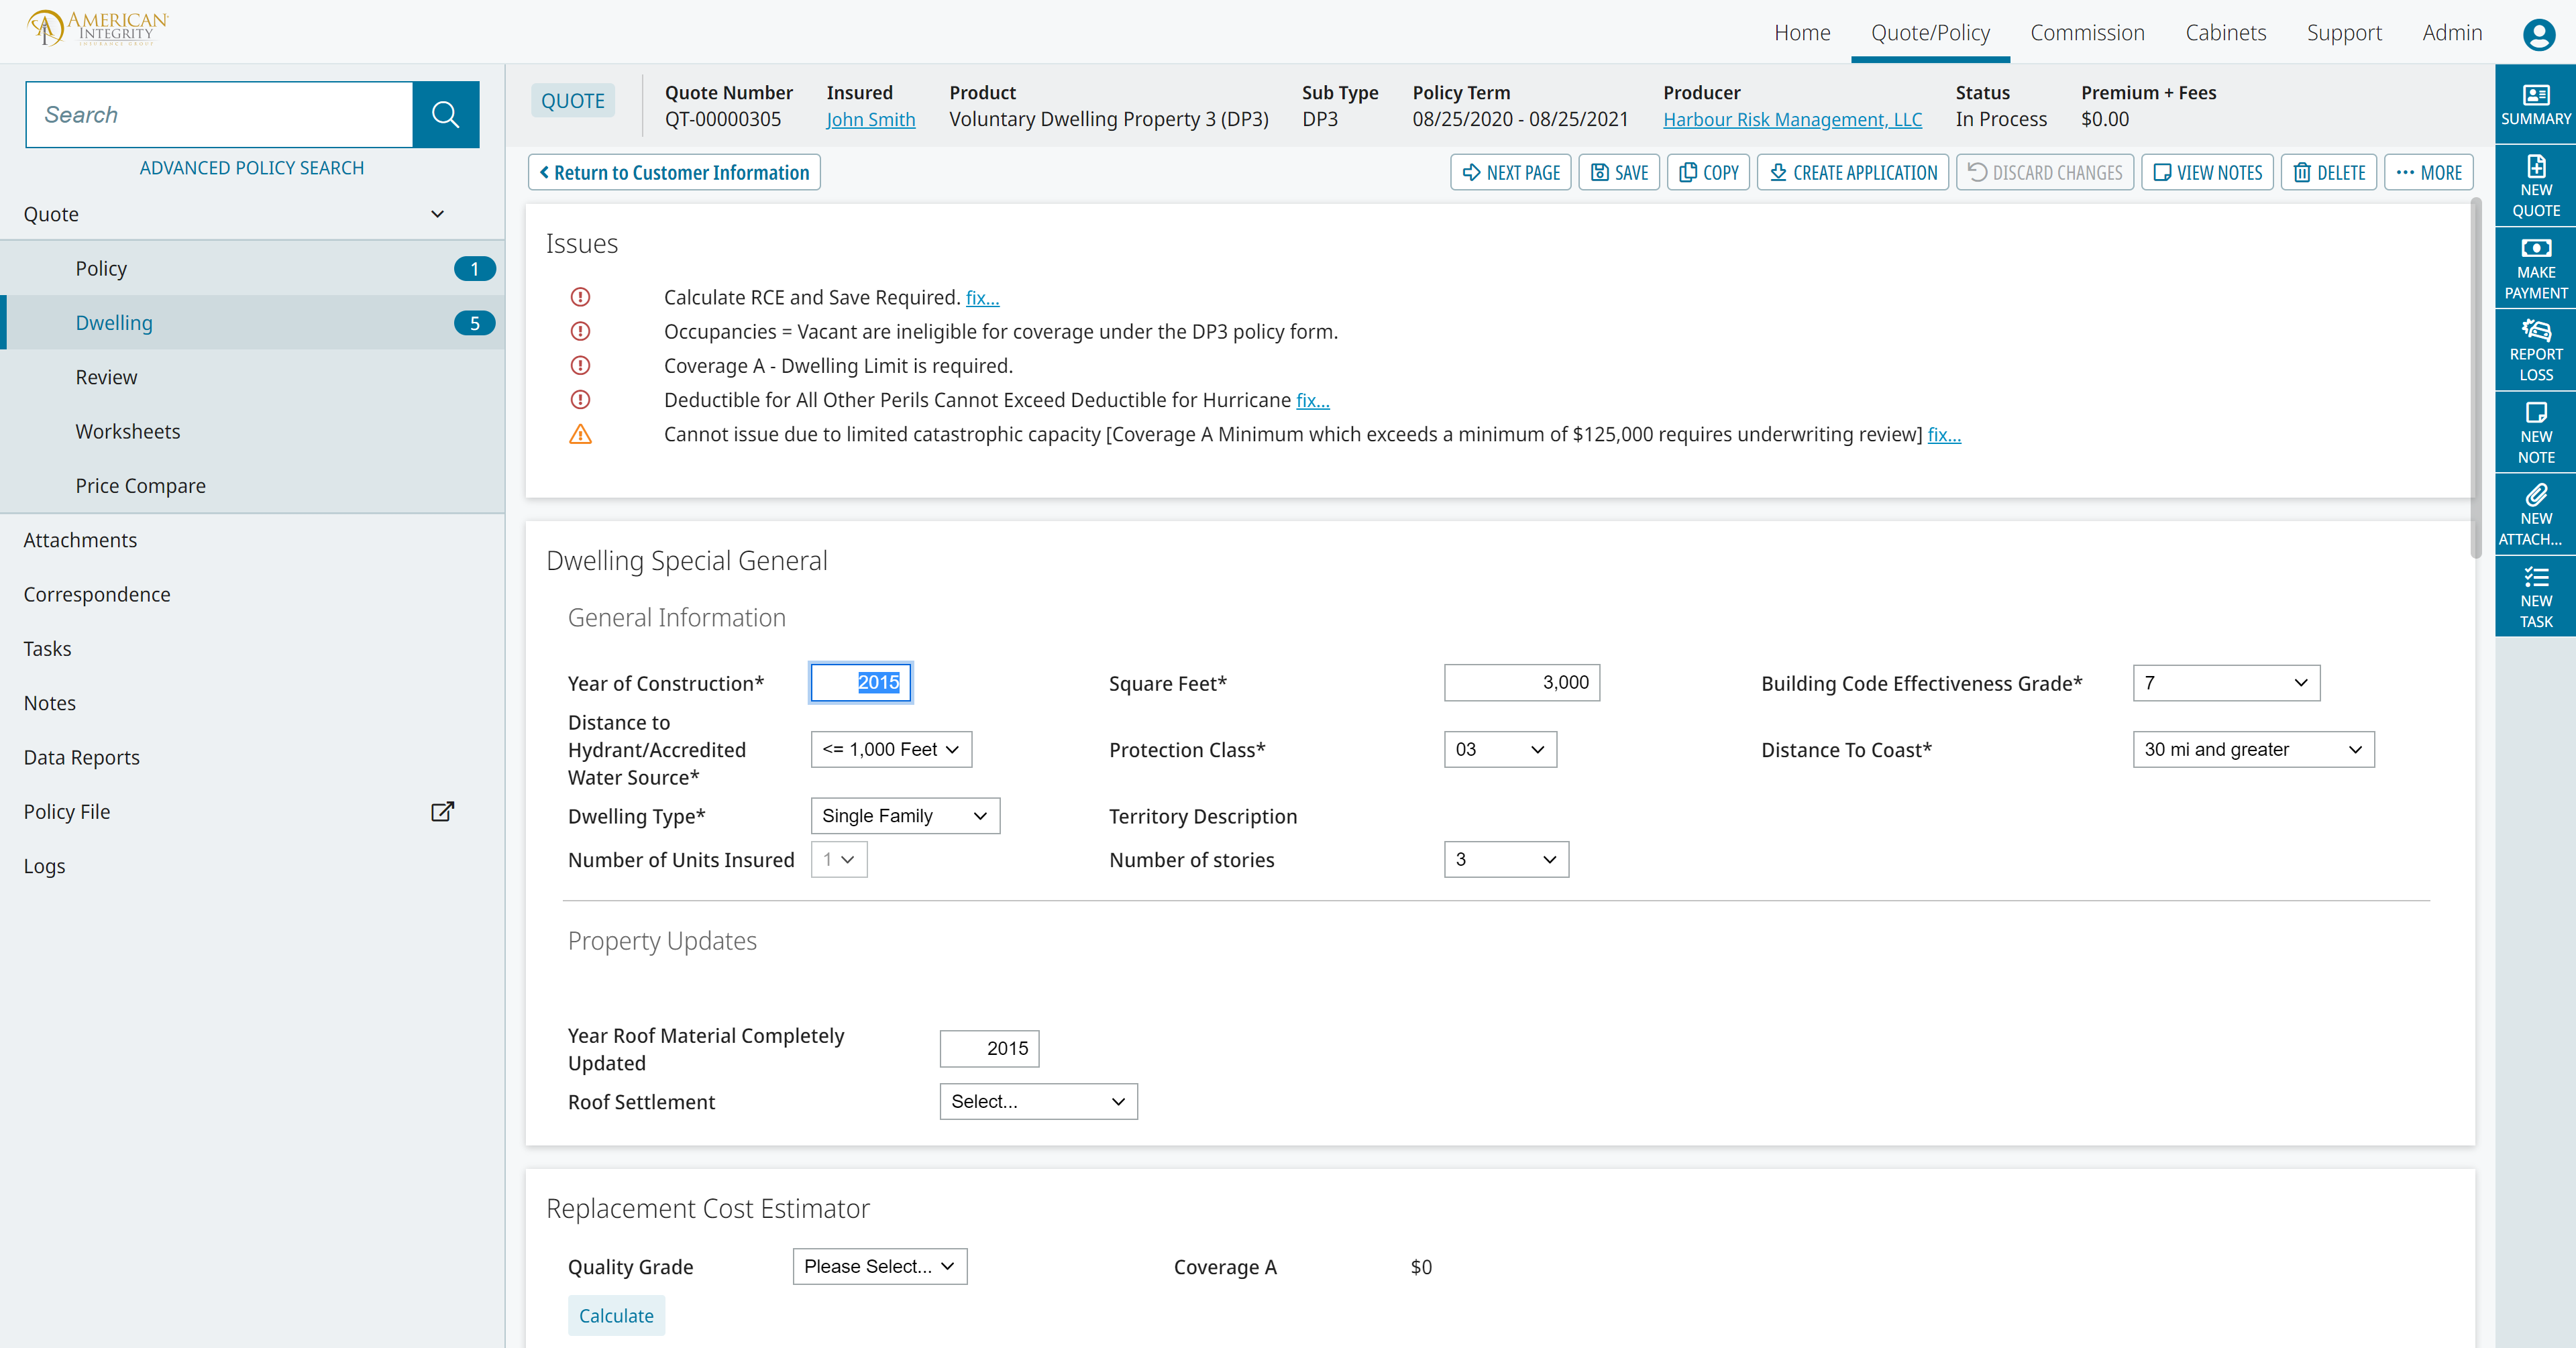 AMERICAN
INTEGRITY
INSURANCE GROUP
Home
Quote/Policy
Commission
Cabinets
Support
Admin
Search
ADVANCED POLICY SEARCH
Quote
Policy 1
Dwelling 5
Review
Worksheets
Price Compare
Attachments
Correspondence
Tasks
Notes
Data Reports
Policy File
Logs
QUOTE
Quote Number
QT-00000305
Insured
John Smith
Product
Voluntary Dwelling Property 3 (DP3)
Sub Type
DP3
Policy Term
08/25/2020 - 08/25/2021
Producer
Harbour Risk Management, LLC
Status
In Process
Premium + Fees
$0.00
Return to Customer Information
NEXT PAGE
SAVE
COPY
CREATE APPLICATION
DISCARD CHANGES
VIEW NOTES
DELETE
MORE
Issues
Calculate RCE and Save Required. fix...
Occupancies = Vacant are ineligible for coverage under the DP3 policy form.
Coverage A - Dwelling Limit is required.
Deductible for All Other Perils Cannot Exceed Deductible for Hurricane fix...
Cannot issue due to limited catastrophic capacity [Coverage A Minimum which exceeds a minimum of $125,000 requires underwriting review] fix...
Dwelling Special General
General Information
Year of Construction* 2015
Square Feet* 3,000
Building Code Effectiveness Grade* 7
Distance to
Hydrant/Accredited
Water Source*
<= 1,000 Feet
Protection Class* 03
Distance To Coast* 30 mi and greater
Dwelling Type* Single Family
Territory Description
Number of Units Insured 1
Number of stories 3
Property Updates
Year Roof Material Completely
Updated
2015
Roof Settlement Select...
Replacement Cost Estimator
Quality Grade Please Select...
Coverage A $0
Calculate
SUMMARY
NEW
QUOTE
MAKE
PAYMENT
REPORT
LOSS
NEW
NOTE
NEW
ATTACH...
NEW
TASK